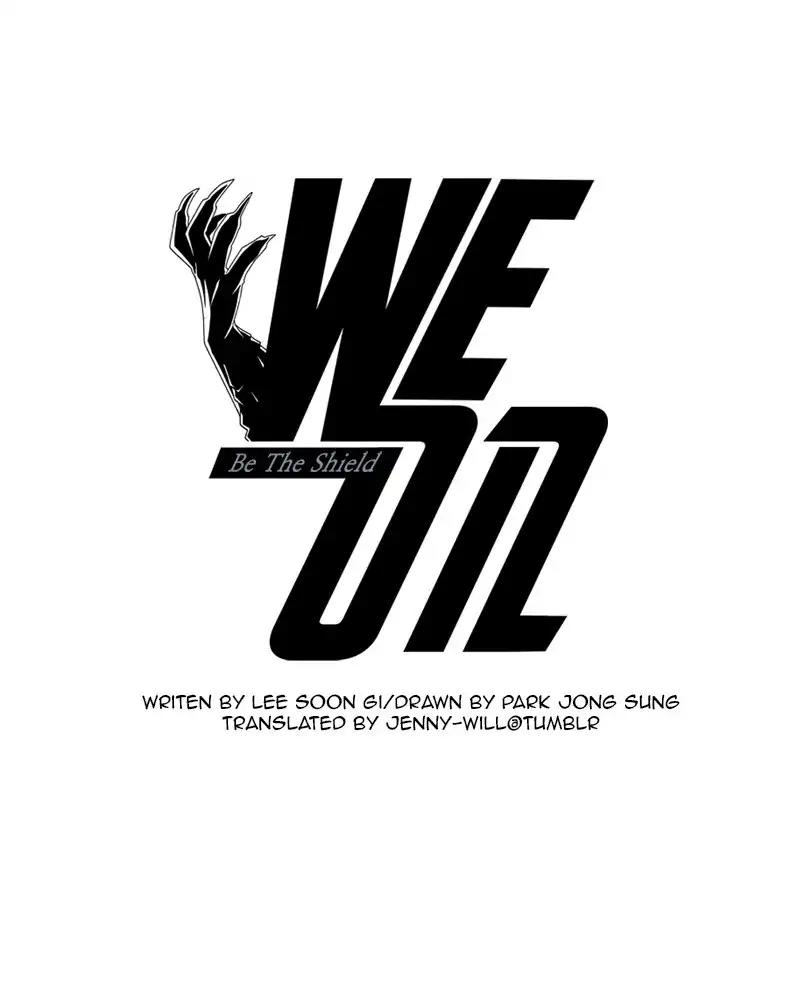 WE
Be The Shield
WRITEN BY LEE SOON GI/DRAWN BY PARK JONG SUNG
TRANSLATED BY JENNY-WILL@TUMBLR